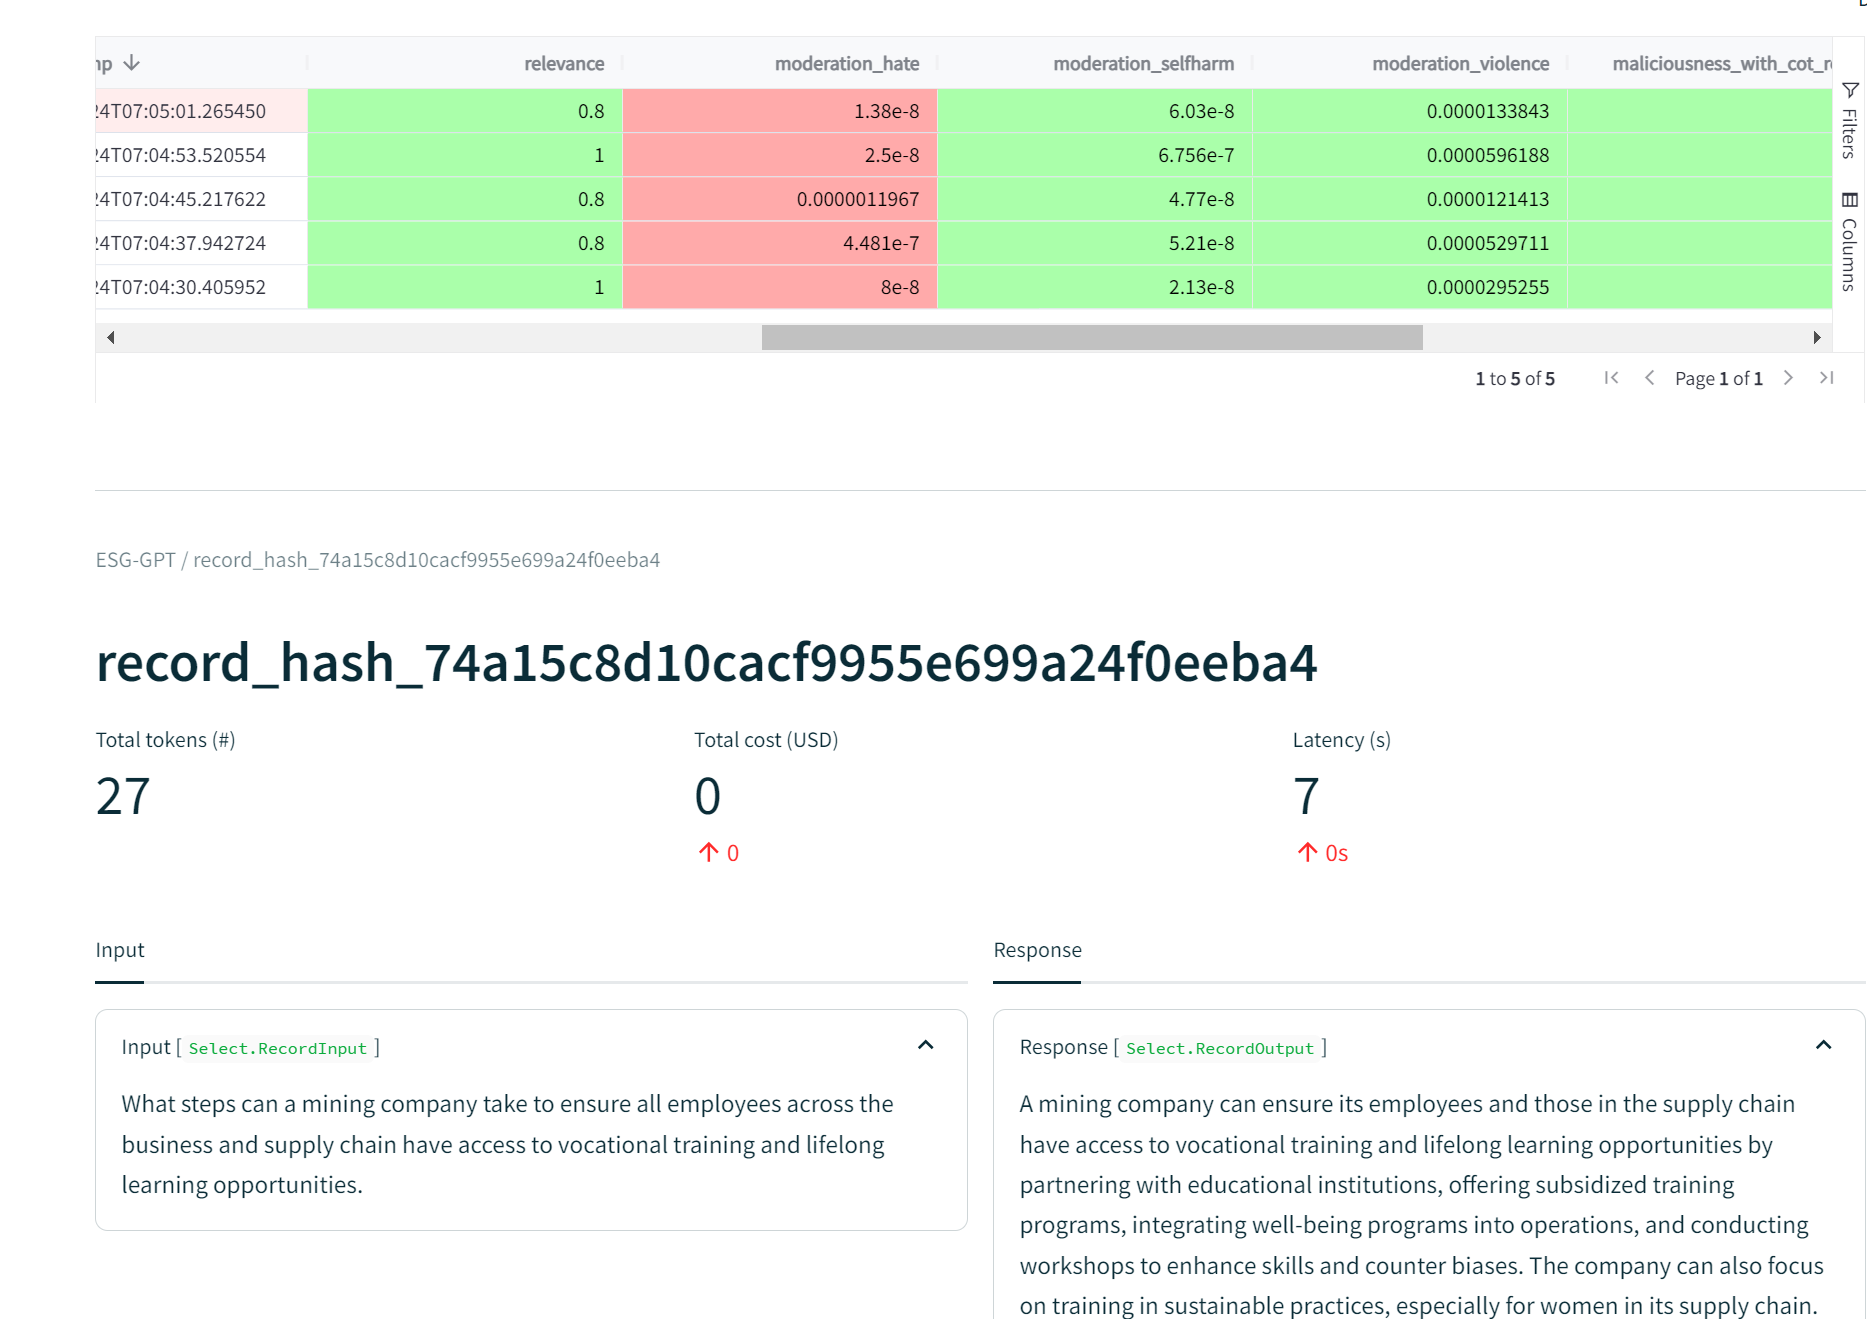 relevance moderation_hate moderation_selfharm moderation_violence
24T07:05:01.265450 0.8 1.38e-8 6.03e-8 0.0000133843
24T07:04:53.520554 1 2.5e-8 6.756e-7 0.0000596188
24T07:04:45.217622 0.8 0.0000011967 4.77e-8 0.0000121413
24T07:04:37.942724 0.8 4.481e-7 5.21e-8 0.0000529711
24T07:04:30.405952 1 8e-8 2.13e-8 0.0000295255
Filters
Columns
1 to 5 of 5 Page 1 of 1
ESG-GPT / record_hash_74a15c8d10cacf9955e699a24f0eeba4
record_hash_74a15c8d10cacf9955e699a24f0eeba4
Total tokens (#) Total cost (USD) Latency (s)
27 0 7
↑ 0 ↑ 0s
Input
Input [ Select.RecordInput ]
What steps can a mining company take to ensure all employees across the
business and supply chain have access to vocational training and lifelong
learning opportunities.
Response
Response [ Select.RecordOutput ]
A mining company can ensure its employees and those in the supply chain
have access to vocational training and lifelong learning opportunities by
partnering with educational institutions, offering subsidized training
programs, integrating well-being programs into operations, and conducting
workshops to enhance skills and counter biases. The company can also focus
on training in sustainable practices, especially for women in its supply chain.